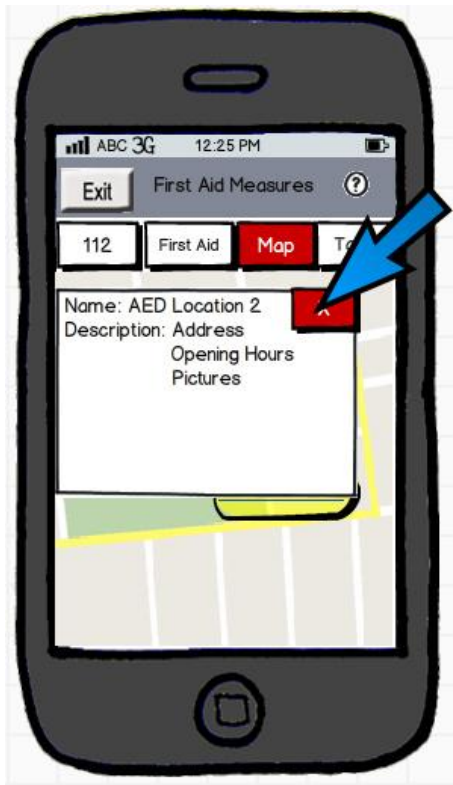 ABC 3G 12:25 PM
Exit First Aid Measures ?
112 First Aid Map
Name: AED Location 2 X
Description: Address
Opening Hours
Pictures